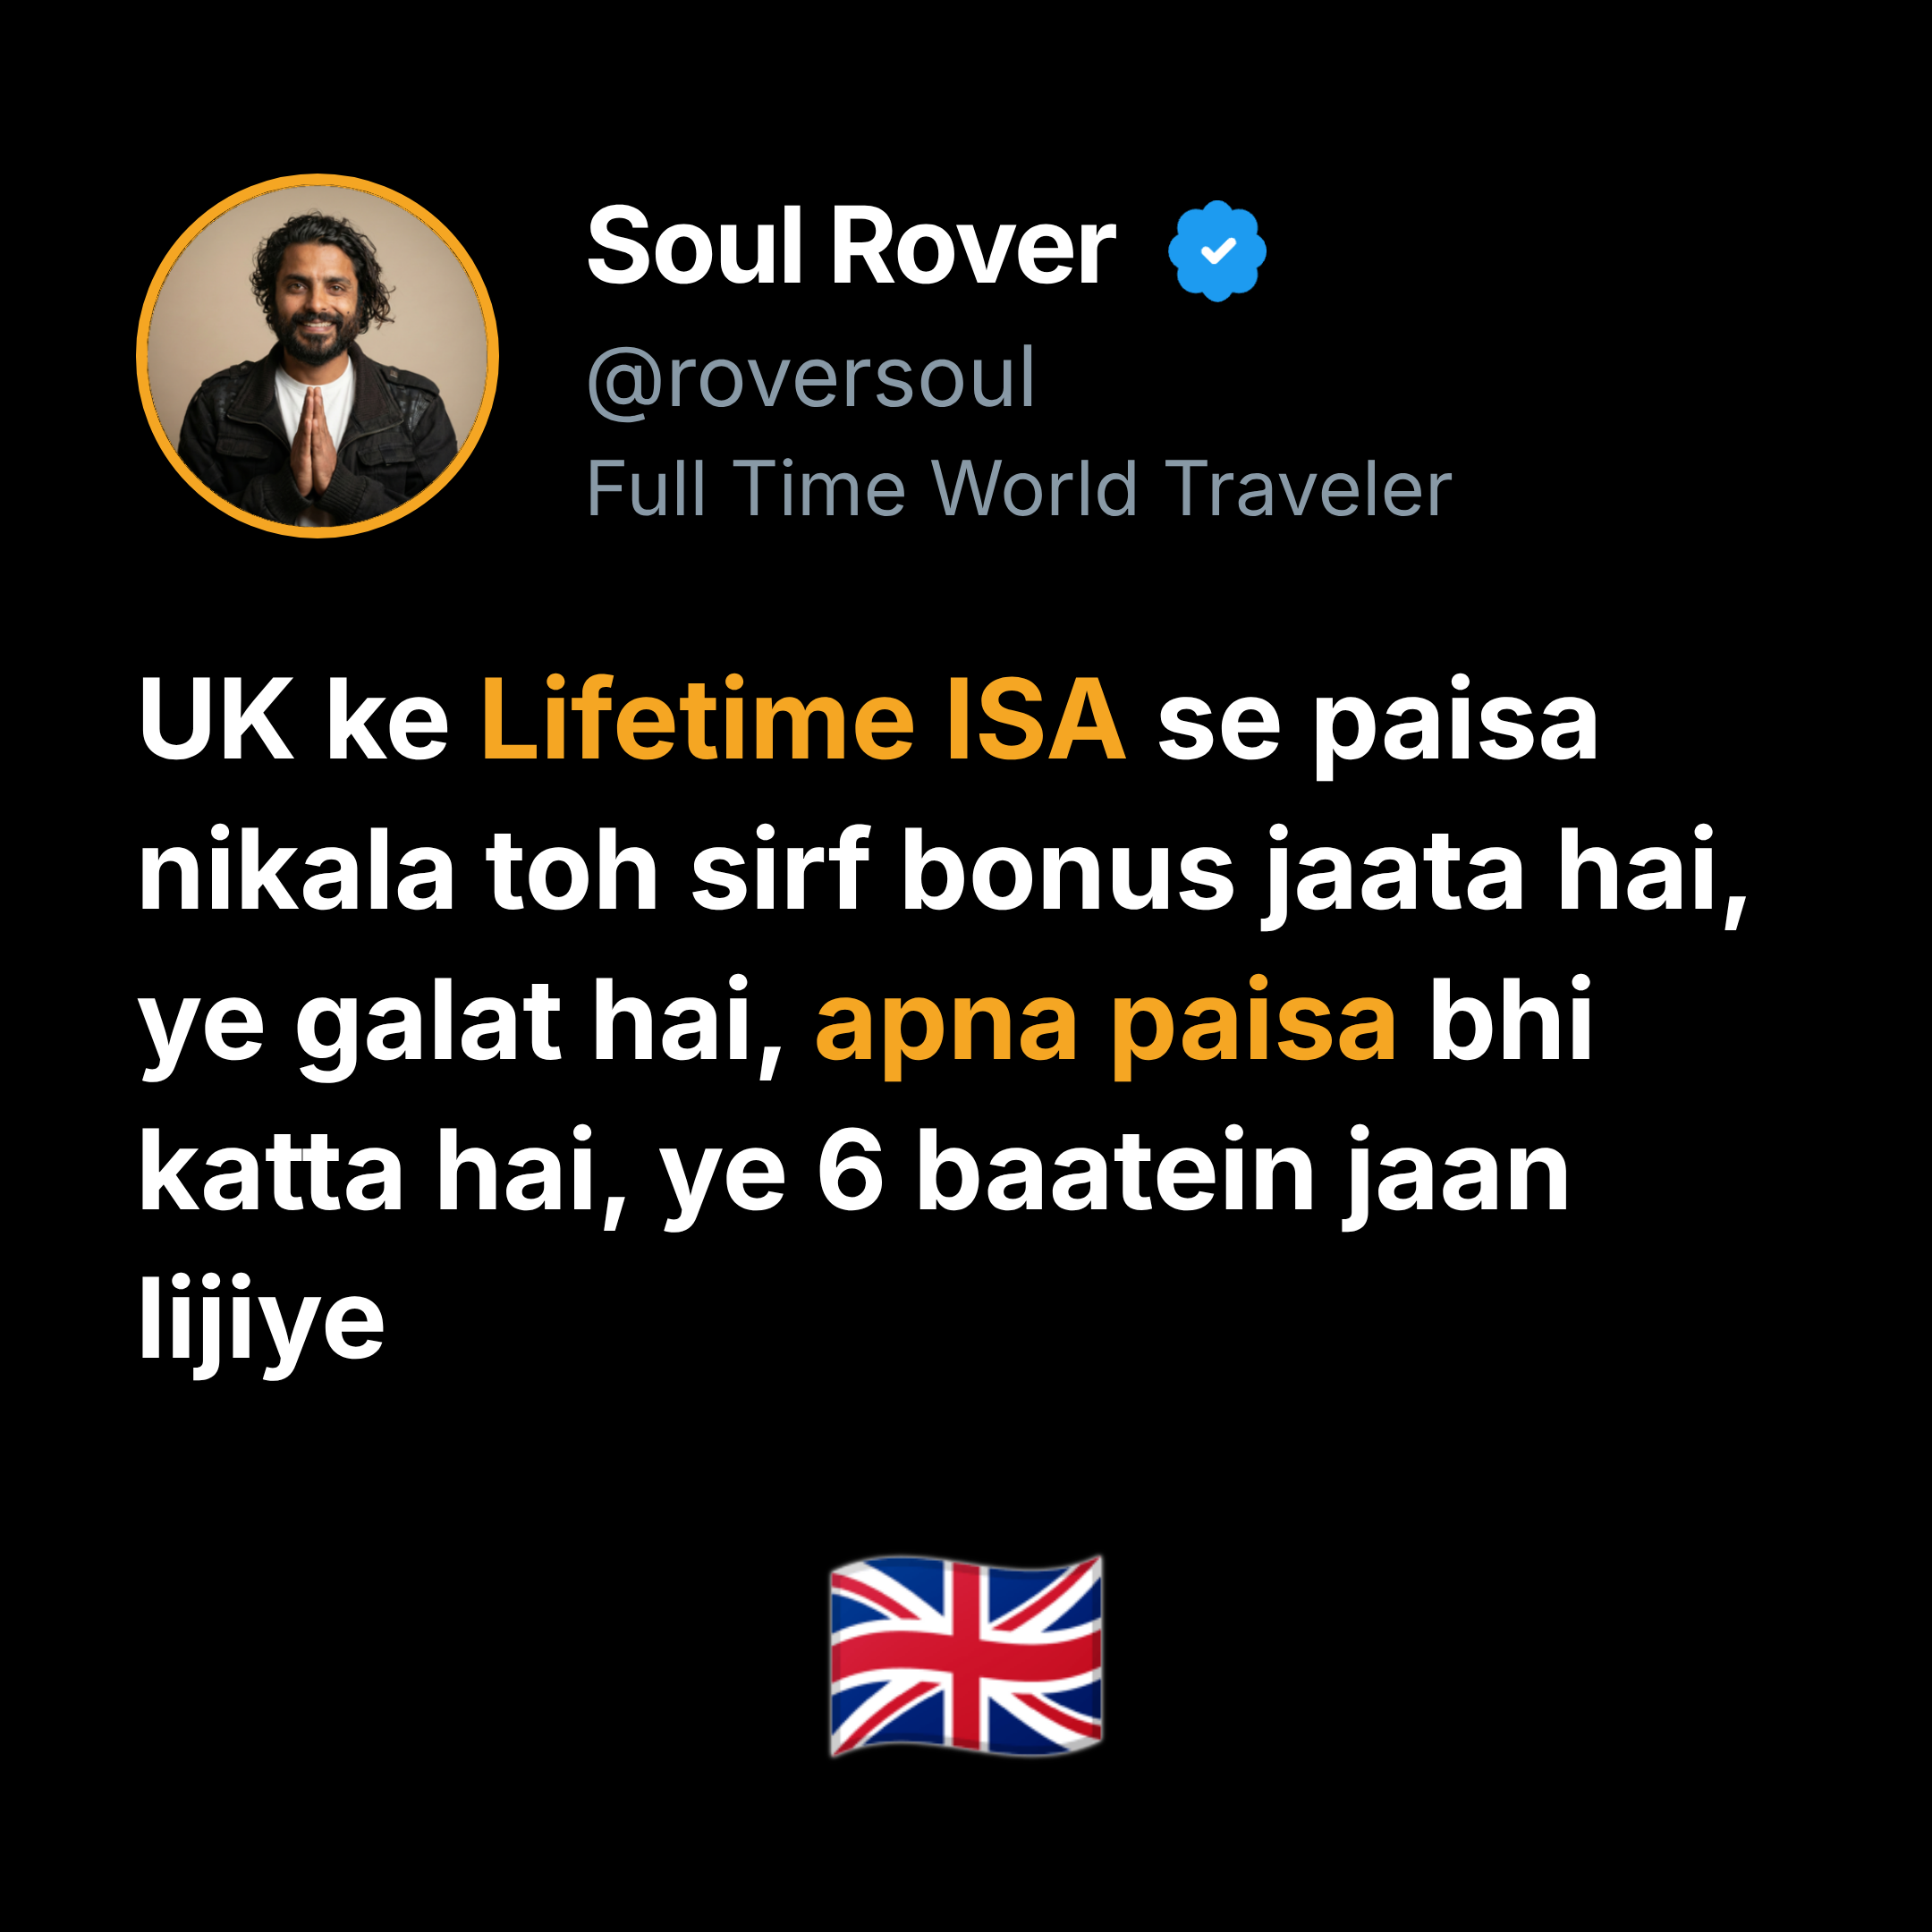 Soul Rover
@roversoul
Full Time World Traveler
UK ke Lifetime ISA se paisa
nikala toh sirf bonus jaata hai,
ye galat hai, apna paisa bhi
katta hai, ye 6 baatein jaan
lijiye